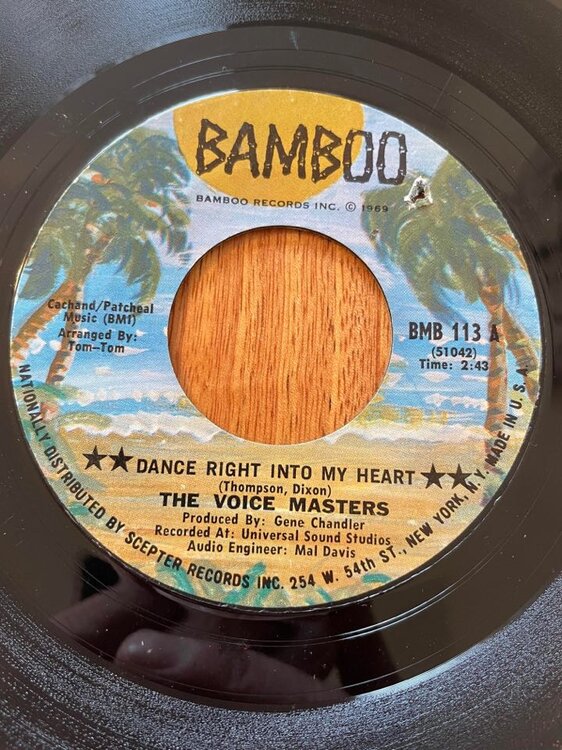 BAMBOO
BAMBOO RECORDS INC. © 1969
Cachand/Patcheal
Music (BMI)
Arranged By:
Tom-Tom
BMB 113 A
(51042)
Time: 2:43
★★ DANCE RIGHT INTO MY HEART ★★
(Thompson, Dixon)
THE VOICE MASTERS
Produced By: Gene Chandler
Recorded At: Universal Sound Studios
Audio Engineer: Mal Davis
NATIONALLY DISTRIBUTED BY SCEPTER RECORDS INC. 254 W. 54th ST., NEW YORK, N.Y. MADE IN U.S.A.